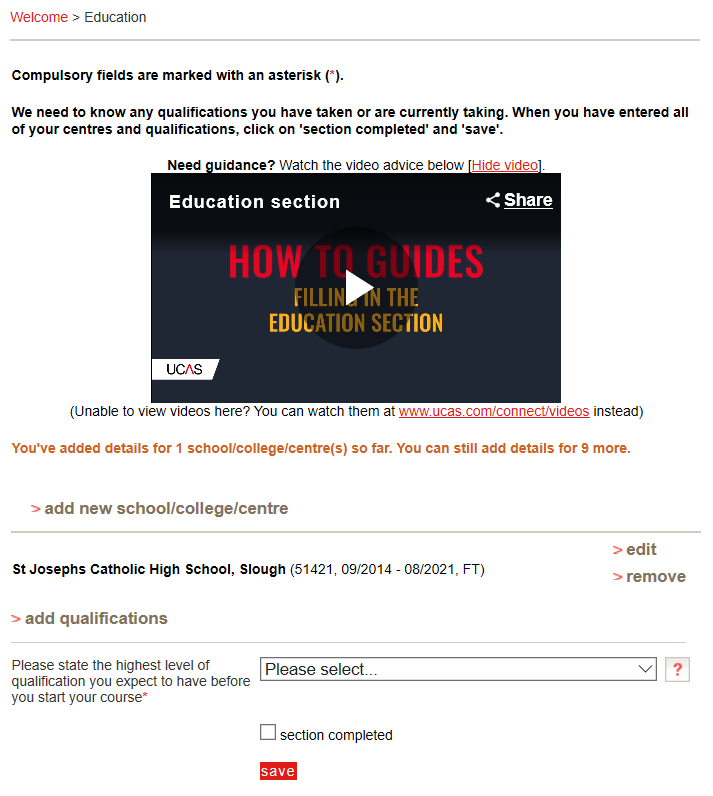 Welcome > Education
Compulsory fields are marked with an asterisk (*).
We need to know any qualifications you have taken or are currently taking. When you have entered all
of your centres and qualifications, click on 'section completed' and 'save'.
Need guidance? Watch the video advice below [Hide video].
Education section
Share
HOW TO GUIDES
FILLING IN THE
EDUCATION SECTION
UCAS
(Unable to view videos here? You can watch them at www.ucas.com/connect/videos instead)
You've added details for 1 school/college/centre(s) so far. You can still add details for 9 more.
> add new school/college/centre
> edit
St Josephs Catholic High School, Slough (51421, 09/2014 - 08/2021, FT)
> remove
> add qualifications
Please state the highest level of
qualification you expect to have before
you start your course*
Please select...
?
section completed
save